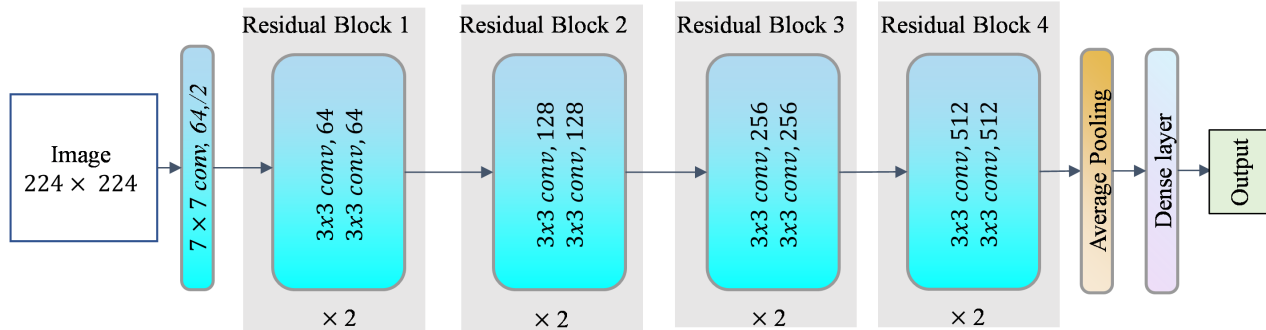 Image
224 × 224
7 × 7 conv, 64,/2
Residual Block 1
3x3 conv, 64
3x3 conv, 64
× 2
Residual Block 2
3x3 conv, 128
3x3 conv, 128
× 2
Residual Block 3
3x3 conv, 256
3x3 conv, 256
× 2
Residual Block 4
3x3 conv, 512
3x3 conv, 512
× 2
Average Pooling
Dense layer
Output